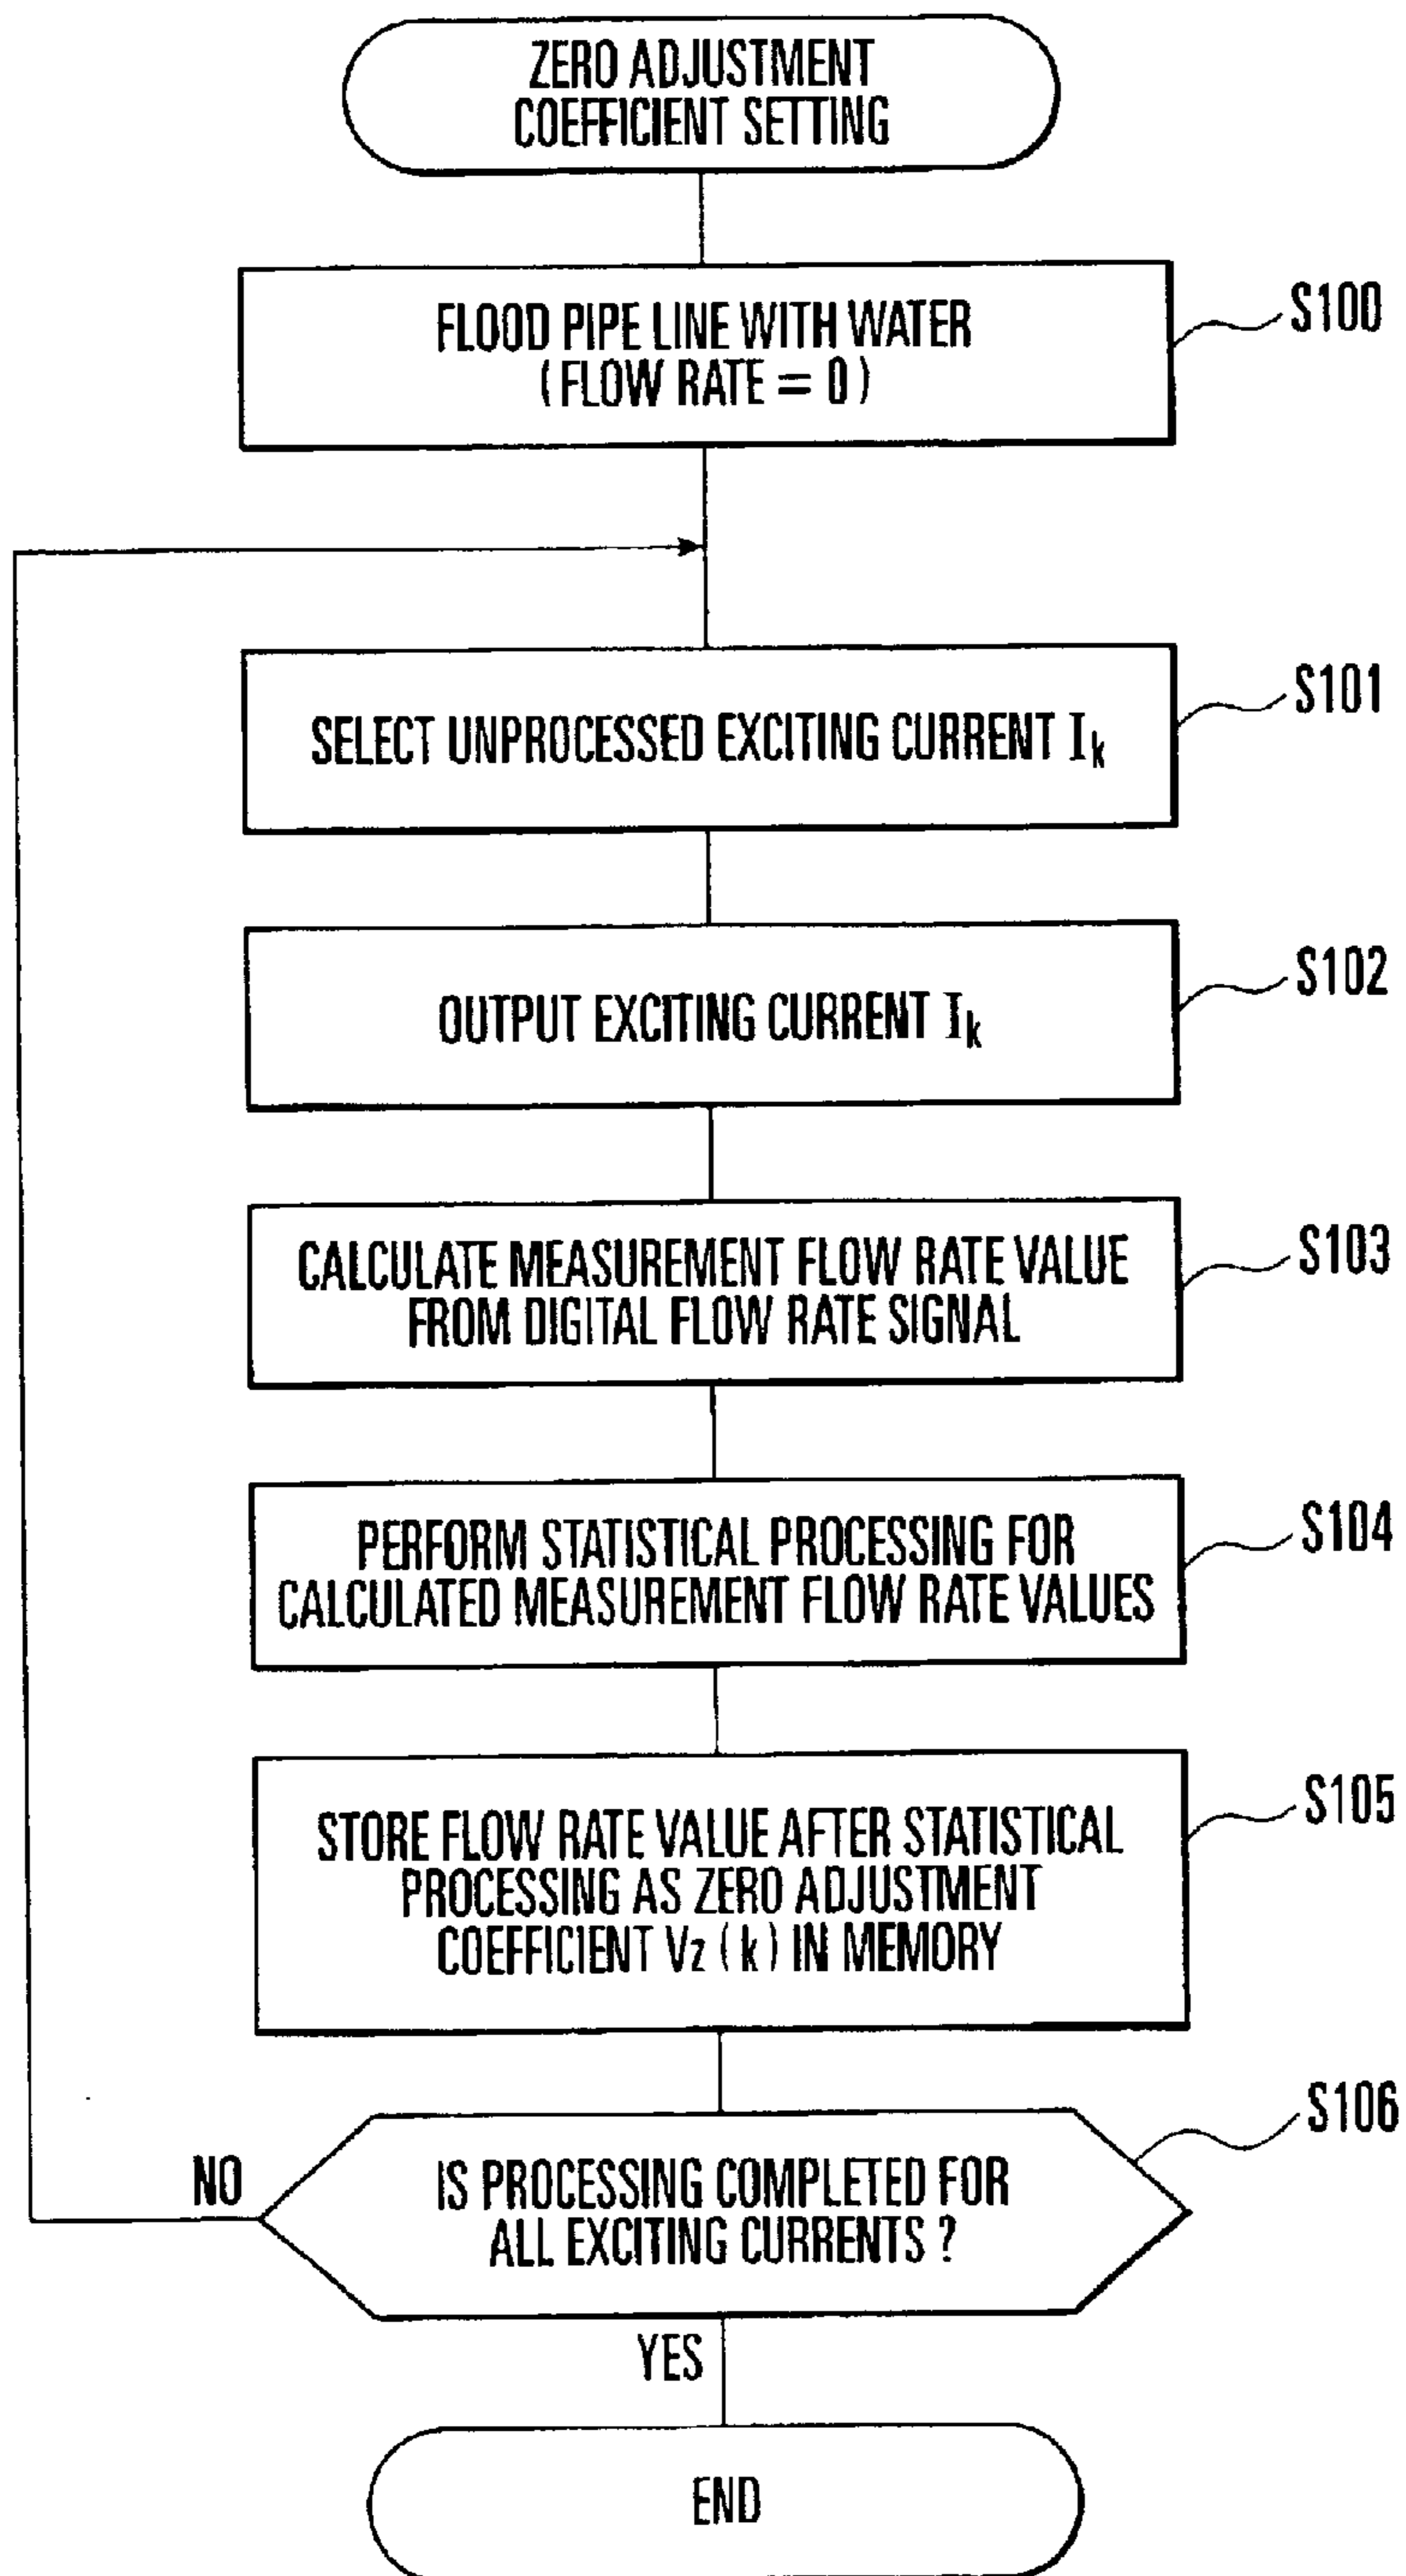 ZERO ADJUSTMENT
COEFFICIENT SETTING
FLOOD PIPE LINE WITH WATER
(FLOW RATE = 0)
S100
SELECT UNPROCESSED EXCITING CURRENT Ik
S101
OUTPUT EXCITING CURRENT Ik
S102
CALCULATE MEASUREMENT FLOW RATE VALUE
FROM DIGITAL FLOW RATE SIGNAL
S103
PERFORM STATISTICAL PROCESSING FOR
CALCULATED MEASUREMENT FLOW RATE VALUES
S104
STORE FLOW RATE VALUE AFTER STATISTICAL
PROCESSING AS ZERO ADJUSTMENT
COEFFICIENT Vz (k) IN MEMORY
S105
IS PROCESSING COMPLETED FOR
ALL EXCITING CURRENTS ?
S106
NO
YES
END